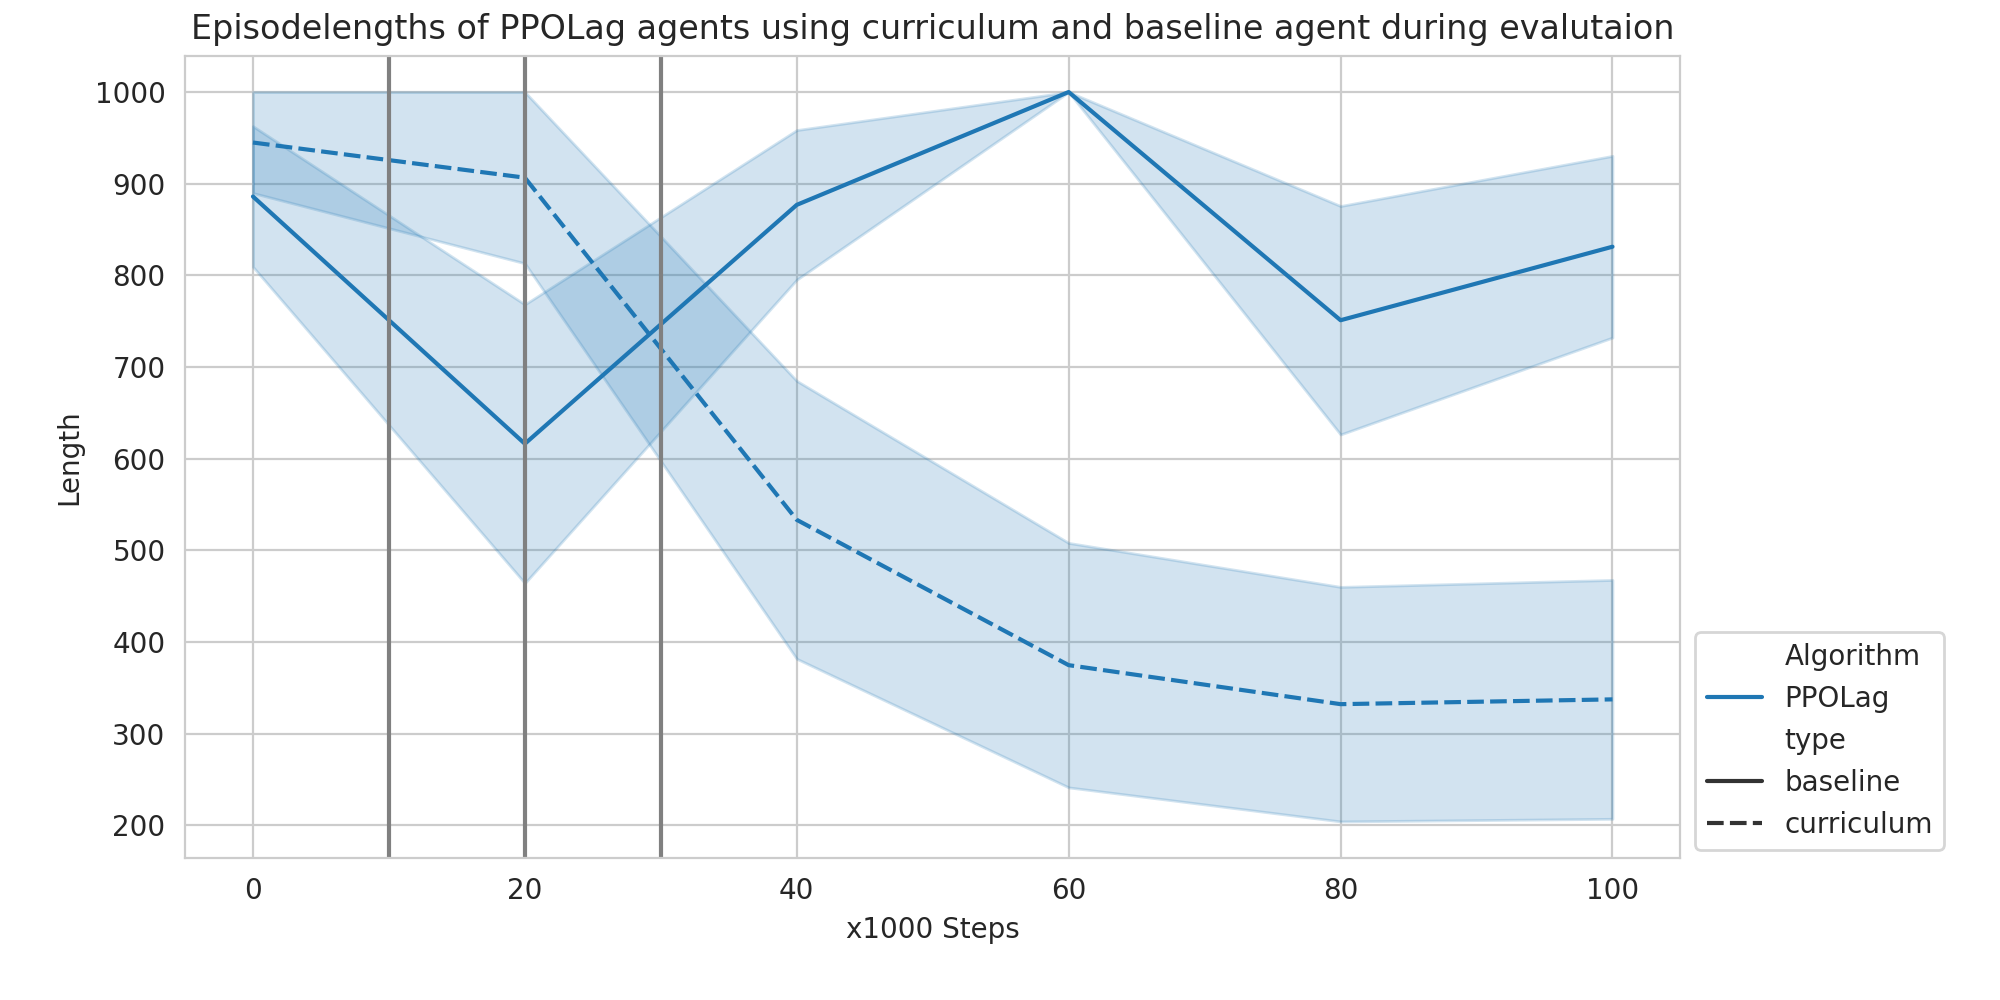 Episodelengths of PPOLag agents using curriculum and baseline agent during evalutaion
1000
900
800
700
600
500
400
300
200
Length
0 20 40 60 80 100
x1000 Steps
Algorithm
PPOLag
type
baseline
curriculum